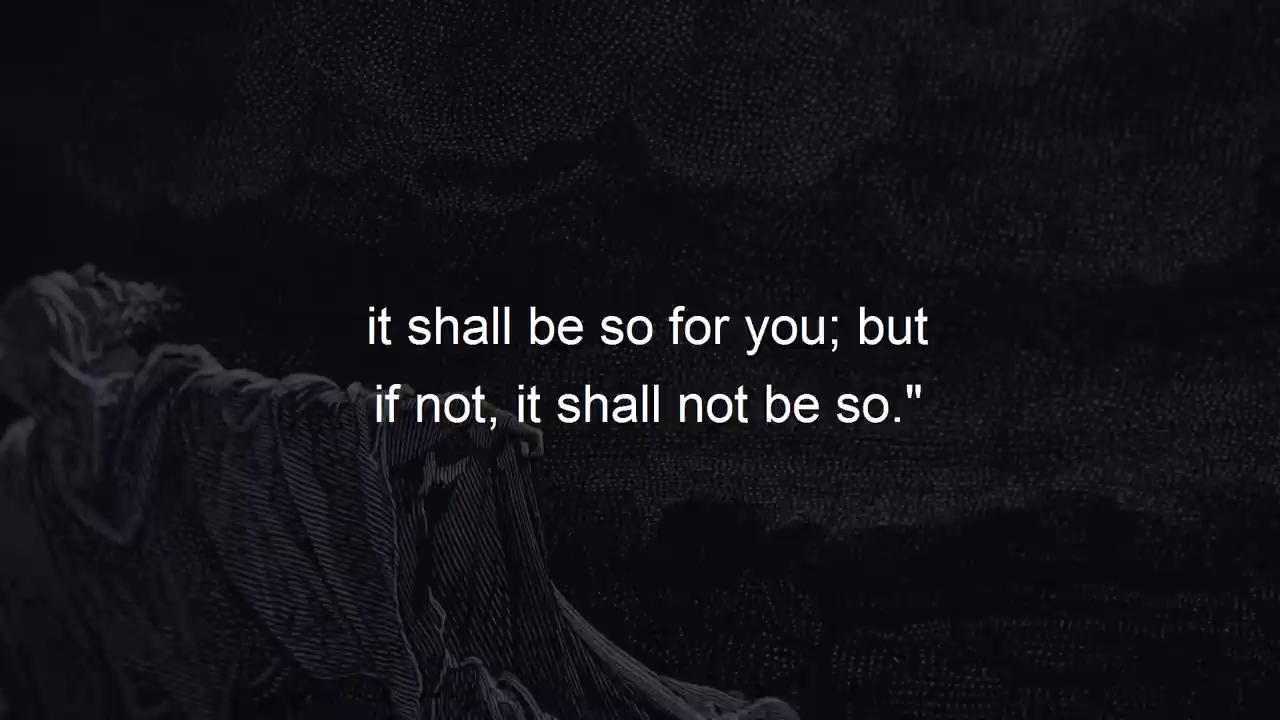 it shall be so for you; but
if not, it shall not be so."